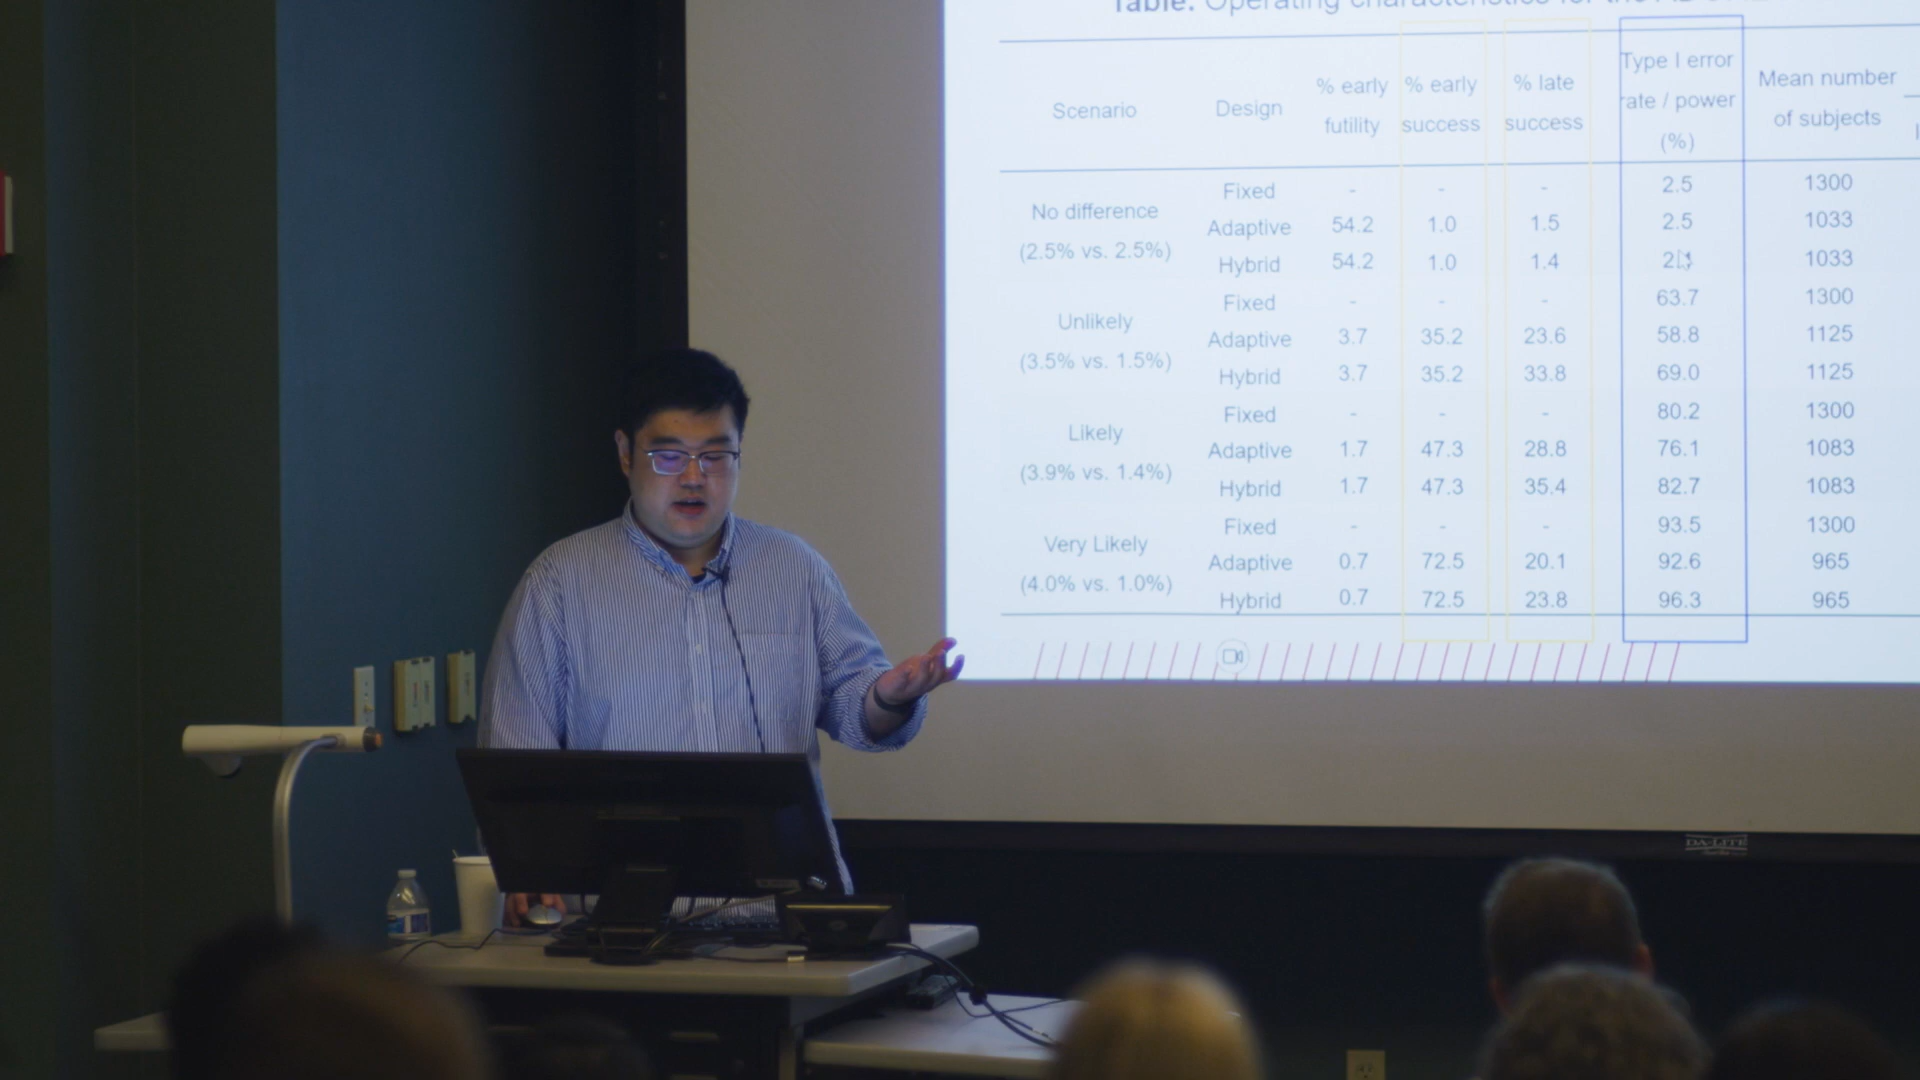 Table. Operating characteristics for the
Scenario Design % early futility % early success % late success Type I error rate / power (%) Mean number of subjects
No difference (2.5% vs. 2.5%)
Fixed - - - 2.5 1300
Adaptive 54.2 1.0 1.5 2.5 1033
Hybrid 54.2 1.0 1.4 1033
Unlikely (3.5% vs. 1.5%)
Fixed - - - 63.7 1300
Adaptive 3.7 35.2 23.6 58.8 1125
Hybrid 3.7 35.2 33.8 69.0 1125
Likely (3.9% vs. 1.4%)
Fixed - - - 80.2 1300
Adaptive 1.7 47.3 28.8 76.1 1083
Hybrid 1.7 47.3 35.4 82.7 1083
Very Likely (4.0% vs. 1.0%)
Fixed - - - 93.5 1300
Adaptive 0.7 72.5 20.1 92.6 965
Hybrid 0.7 72.5 23.8 96.3 965
DA-LITE